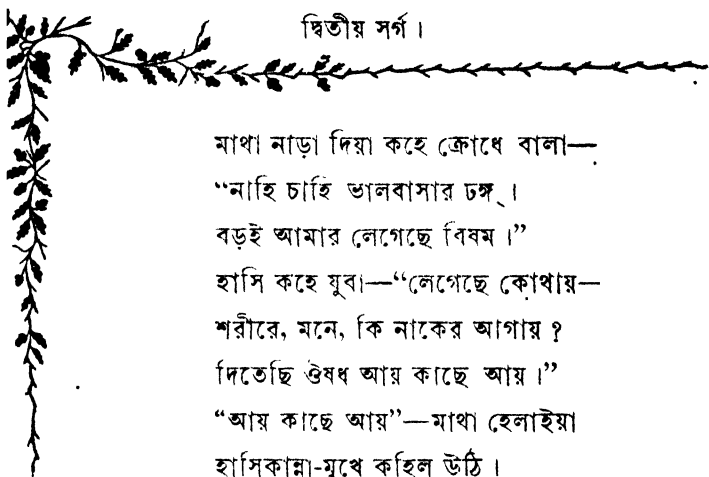 দ্বিতীয় সর্গ।
মাথা নাড়া দিয়া কহে ক্রোধে বালা—
“নাহি চাহি ভালবাসার ঢঙ্গ্।
বড়ই আমার লেগেছে বিষম।”
হাসি কহে যুবা—“লেগেছে কোথায়—
শরীরে, মনে, কি নাকের আগায় ?
দিতেছি ঔষধ আয় কাছে আয়।”
“আয় কাছে আয়”—মাথা হেলাইয়া
হাসিকান্না-মুখে কহিল উঠি।